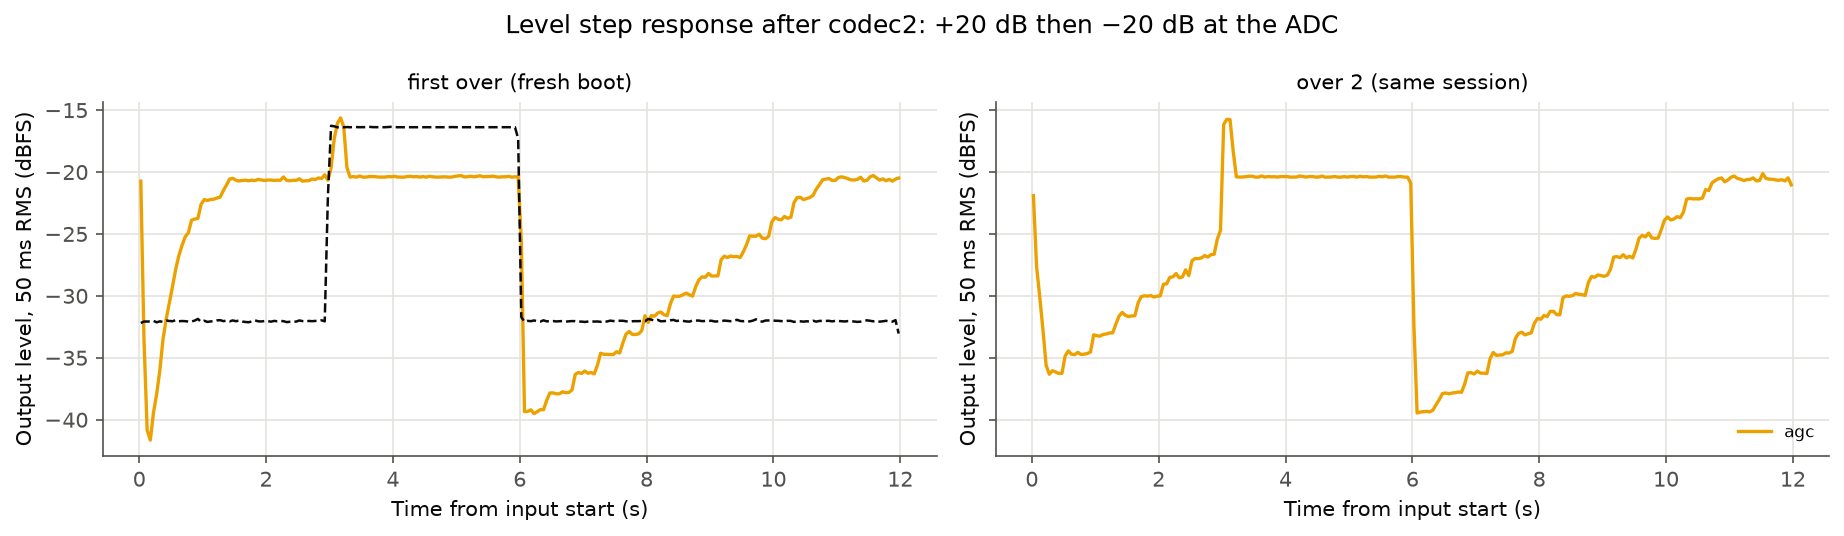 Level step response after codec2: +20 dB then −20 dB at the ADC
first over (fresh boot)
over 2 (same session)
Output level, 50 ms RMS (dBFS)
−15
−20
−25
−30
−35
−40
0 2 4 6 8 10 12
Time from input start (s)
Output level, 50 ms RMS (dBFS)
agc
0 2 4 6 8 10 12
Time from input start (s)